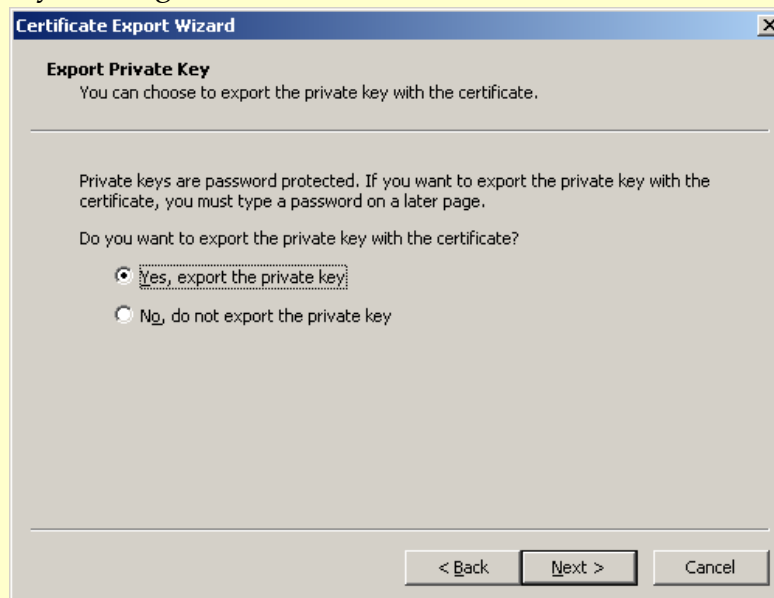 Certificate Export Wizard
Export Private Key
You can choose to export the private key with the certificate.
Private keys are password protected. If you want to export the private key with the
certificate, you must type a password on a later page.
Do you want to export the private key with the certificate?
Yes, export the private key
No, do not export the private key
< Back Next > Cancel